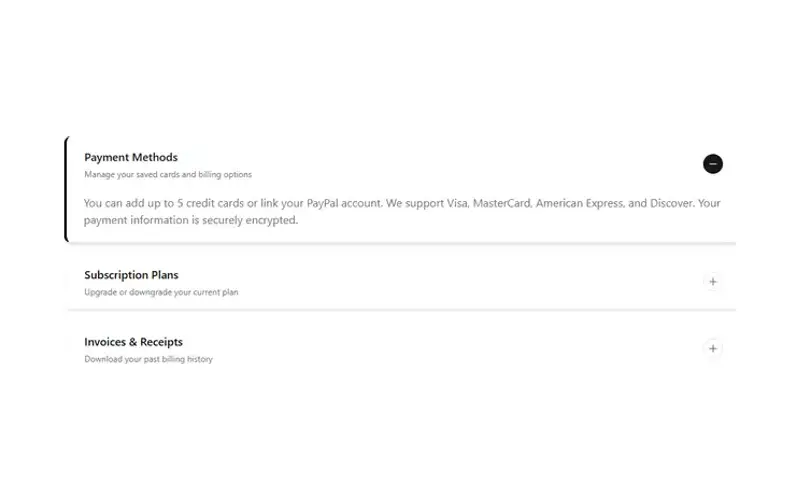 Payment Methods
Manage your saved cards and billing options
You can add up to 5 credit cards or link your PayPal account. We support Visa, MasterCard, American Express, and Discover. Your
payment information is securely encrypted.
Subscription Plans
Upgrade or downgrade your current plan
Invoices & Receipts
Download your past billing history